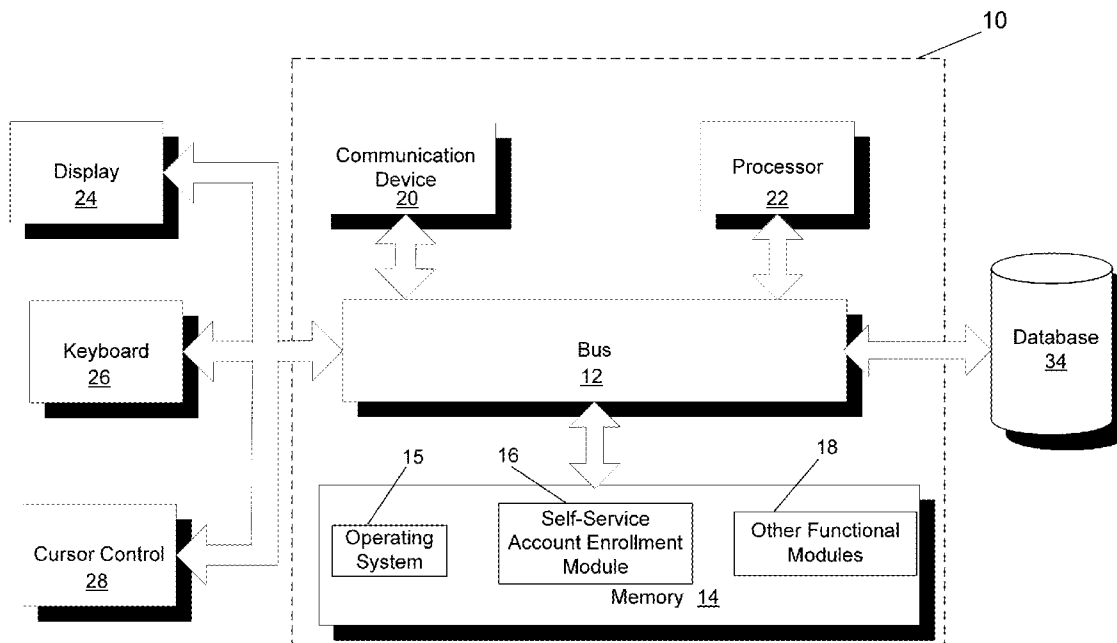 10
Display
24
Communication
Device
20
Processor
22
Keyboard
26
Bus
12
Database
34
15
16
18
Cursor Control
28
Operating
System
Self-Service
Account Enrollment
Module
Other Functional
Modules
Memory 14